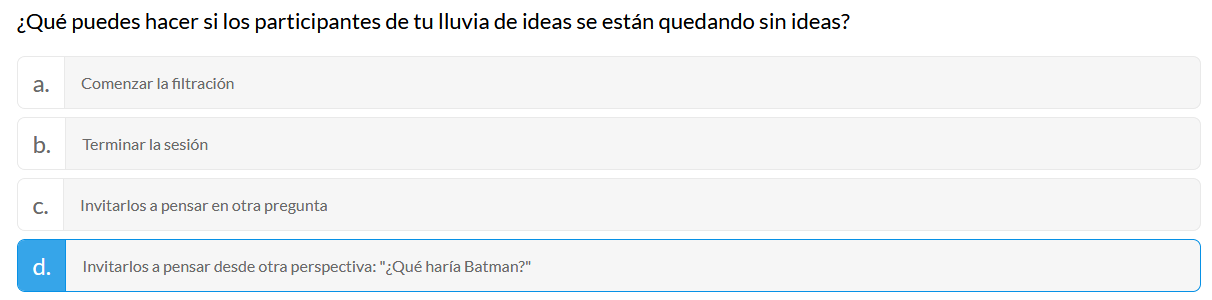 ¿Qué puedes hacer si los participantes de tu lluvia de ideas se están quedando sin ideas?
a. Comenzar la filtración
b. Terminar la sesión
c. Invitarlos a pensar en otra pregunta
d. Invitarlos a pensar desde otra perspectiva: "¿Qué haría Batman?"